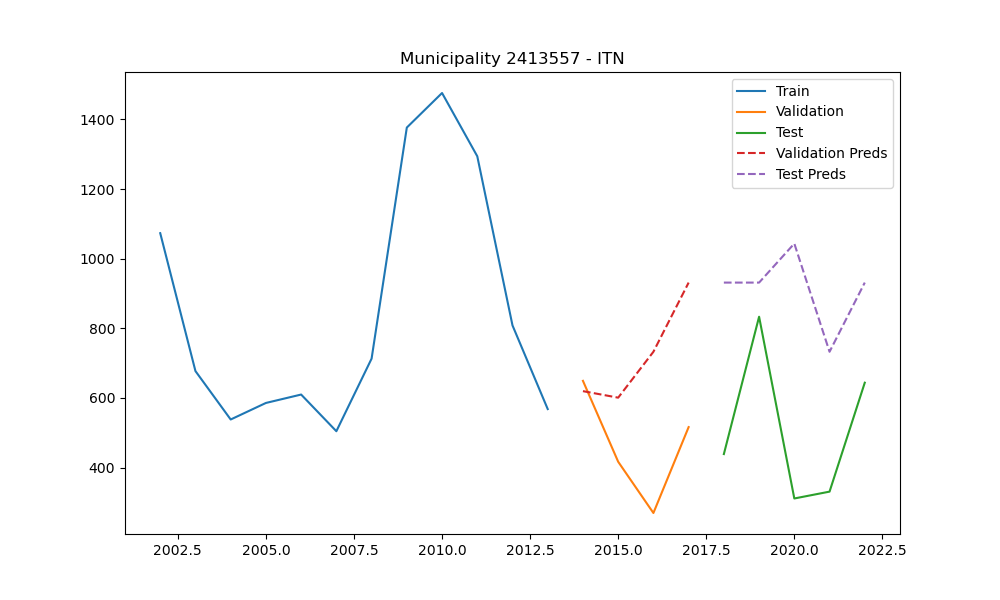 Municipality 2413557 - ITN
Train
Validation
Test
Validation Preds
Test Preds
1400
1200
1000
800
600
400
2002.5 2005.0 2007.5 2010.0 2012.5 2015.0 2017.5 2020.0 2022.5